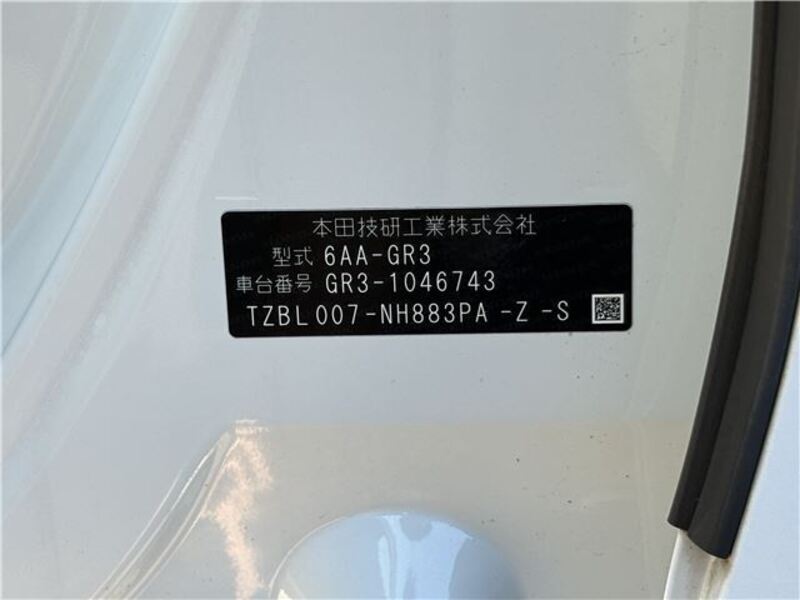 本田技研工業株式会社
型式 6AA-GR3
車台番号 GR3-1046743
TZBL007-NH883PA -Z -S